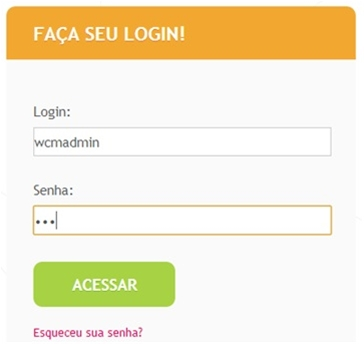 FAÇA SEU LOGIN!
Login:
wcmadmin
Senha:
•••
ACESSAR
Esqueceu sua senha?